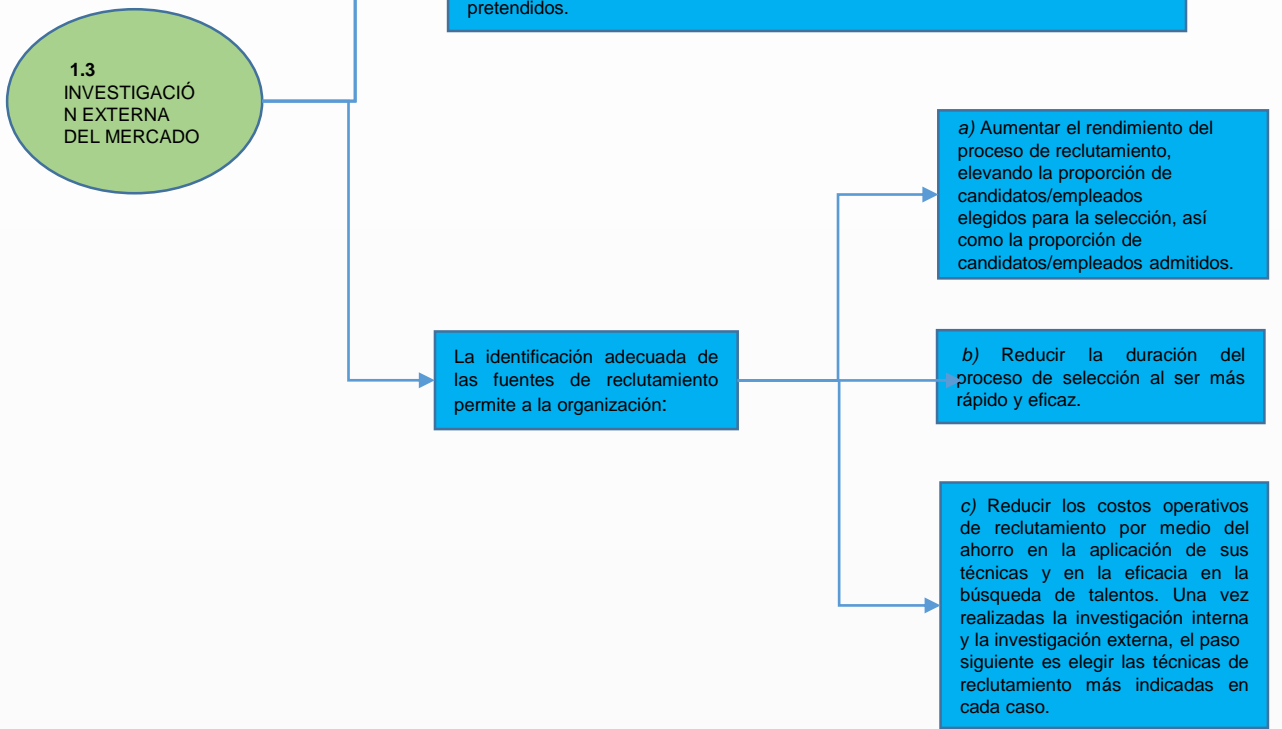 pretendidos.
1.3
INVESTIGACIÓ
N EXTERNA
DEL MERCADO
a) Aumentar el rendimiento del
proceso de reclutamiento,
elevando la proporción de
candidatos/empleados
elegidos para la selección, así
como la proporción de
candidatos/empleados admitidos.
La identificación adecuada de
las fuentes de reclutamiento
permite a la organización:
b) Reducir la duración del
proceso de selección al ser más
rápido y eficaz.
c) Reducir los costos operativos
de reclutamiento por medio del
ahorro en la aplicación de sus
técnicas y en la eficacia en la
búsqueda de talentos. Una vez
realizadas la investigación interna
y la investigación externa, el paso
siguiente es elegir las técnicas de
reclutamiento más indicadas en
cada caso.